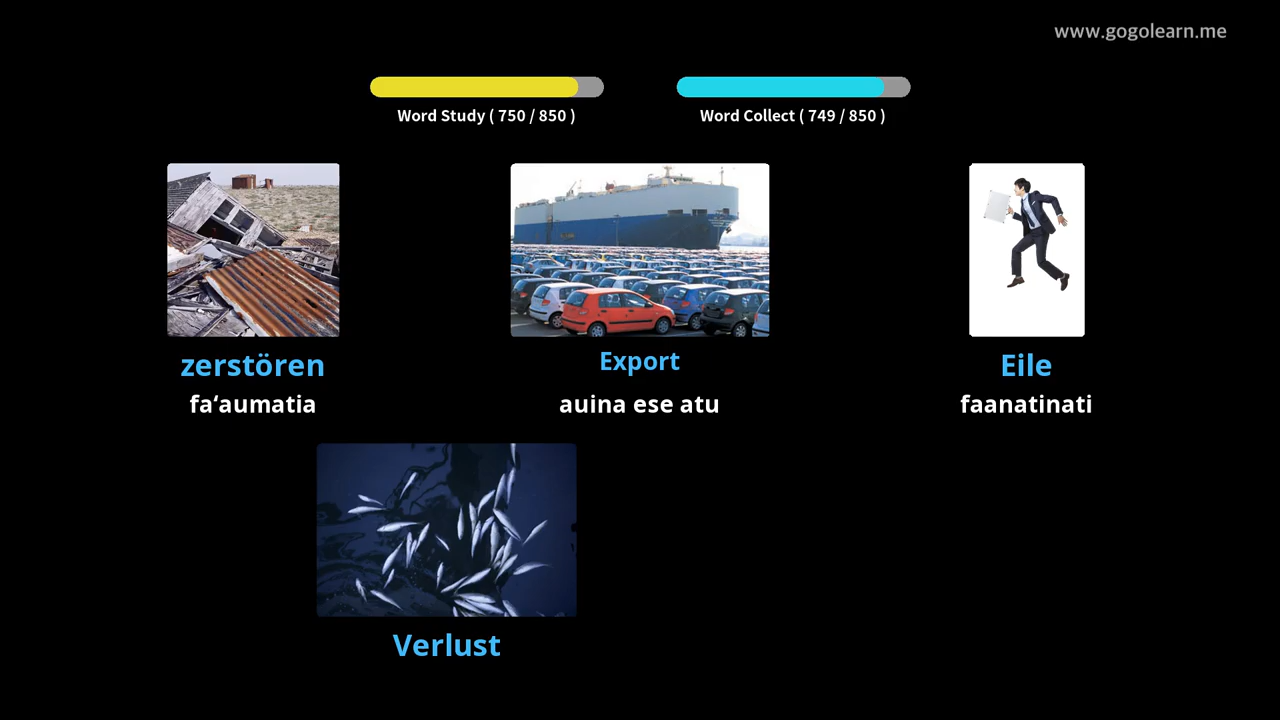 www.gogolearn.me
Word Study ( 750 / 850 )
Word Collect ( 749 / 850 )
zerstören
Export
Eile
faʻaumatia
auina ese atu
faanatinati
Verlust